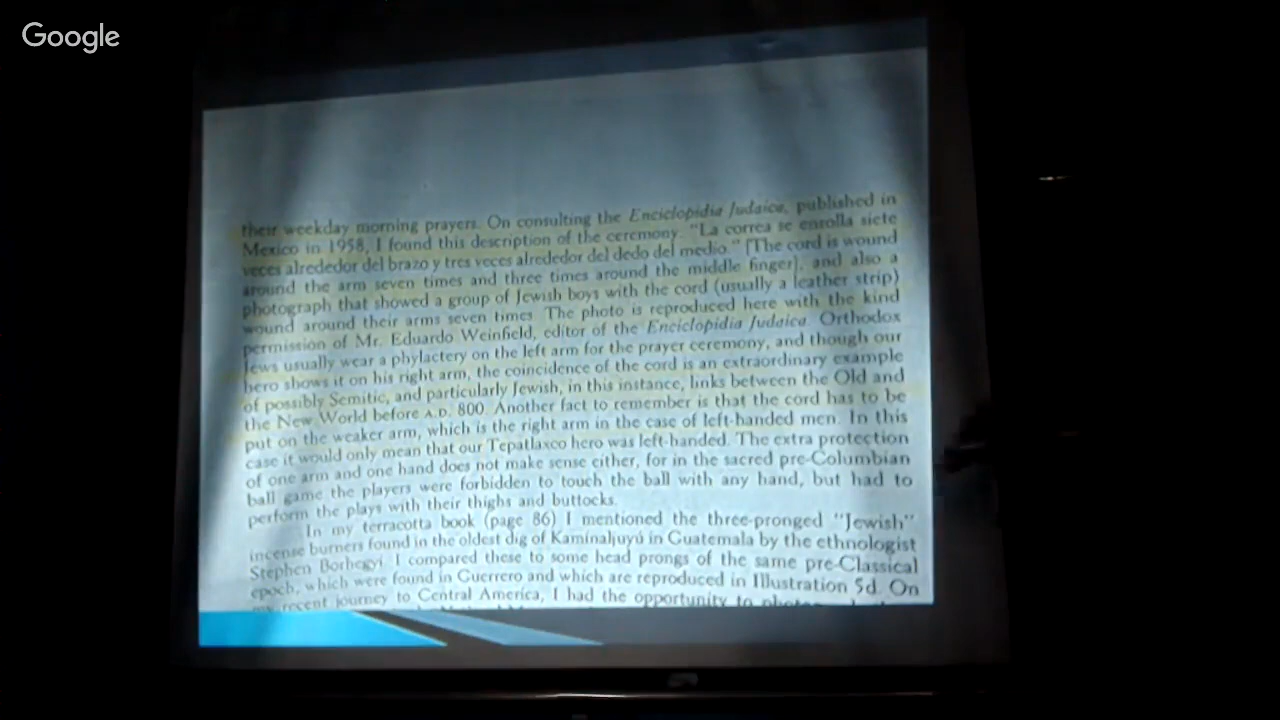 Google
their weekday morning prayers. On consulting the Enciclopidia Judaica, published in
Mexico in 1958, I found this description of the ceremony. "La correa se enrolla siete
veces alrededor del brazo y tres veces alrededor del dedo del medio." [The cord is wound
around the arm seven times and three times around the middle finger], and also a
photograph that showed a group of Jewish boys with the cord (usually a leather strip)
wound around their arms seven times. The photo is reproduced here with the kind
permission of Mr. Eduardo Weinfield, editor of the Enciclopidia Judaica. Orthodox
Jews usually wear a phylactery on the left arm for the prayer ceremony, and though our
hero shows it on his right arm, the coincidence of the cord is an extraordinary example
of possibly Semitic, and particularly Jewish, in this instance, links between the Old and
the New World before A.D. 800. Another fact to remember is that the cord has to be
put on the weaker arm, which is the right arm in the case of left-handed men. In this
case it would only mean that our Tepatlaxco hero was left-handed. The extra protection
of one arm and one hand does not make sense either, for in the sacred pre-Columbian
ball game the players were forbidden to touch the ball with any hand, but had to
perform the plays with their thighs and buttocks.
In my terracotta book (page 86) I mentioned the three-pronged "Jewish"
incense burners found in the oldest dig of Kaminaljuyú in Guatemala by the ethnologist
Stephen Borhegyi. I compared these to some head prongs of the same pre-Classical
epoch, which were found in Guerrero and which are reproduced in Illustration 5d. On
my recent journey to Central America, I had the opportunity to